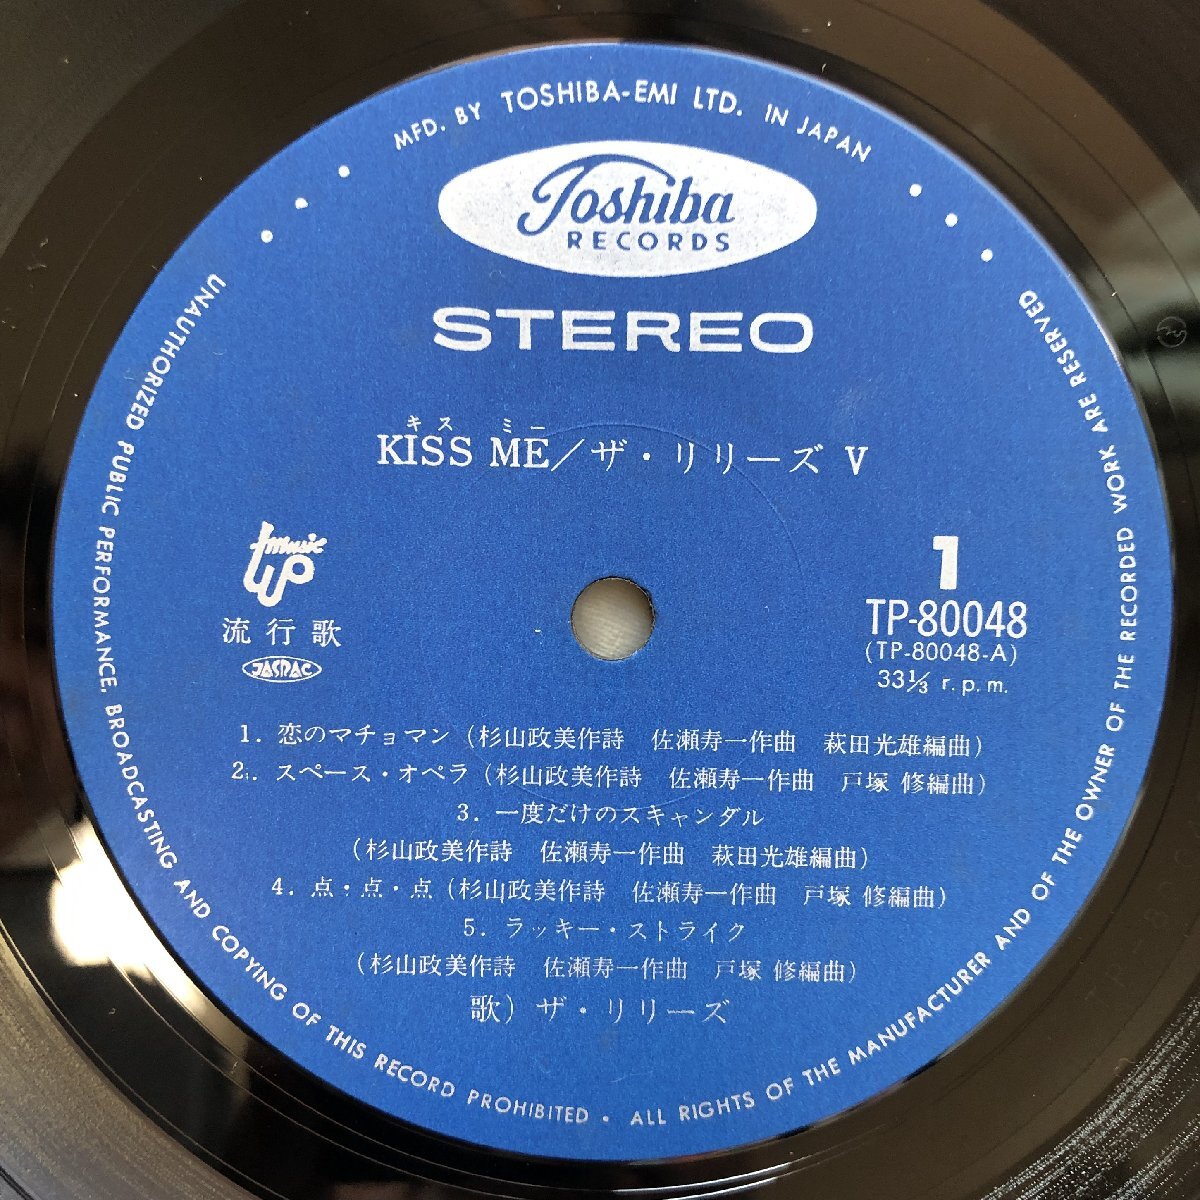 MFD. BY TOSHIBA-EMI LTD. IN JAPAN
Toshiba
RECORDS
STEREO
キス ミー
KISS ME／ザ・リリーズ V
music up
流行歌
JASRAC
1
TP-80048
(TP-80048-A)
33⅓ r.p.m.
1. 恋のマチョマン (杉山政美作詩 佐瀬寿一作曲 萩田光雄編曲)
2. スペース・オペラ (杉山政美作詩 佐瀬寿一作曲 戸塚 修編曲)
3. 一度だけのスキャンダル
(杉山政美作詩 佐瀬寿一作曲 萩田光雄編曲)
4. 点・点・点 (杉山政美作詩 佐瀬寿一作曲 戸塚 修編曲)
5. ラッキー・ストライク
(杉山政美作詩 佐瀬寿一作曲 戸塚 修編曲)
歌) ザ・リリーズ
UNAUTHORIZED PUBLIC PERFORMANCE, BROADCASTING AND COPYING OF THIS RECORD PROHIBITED • ALL RIGHTS OF THE MANUFACTURER AND OF THE OWNER OF THE RECORDED WORK ARE RESERVED